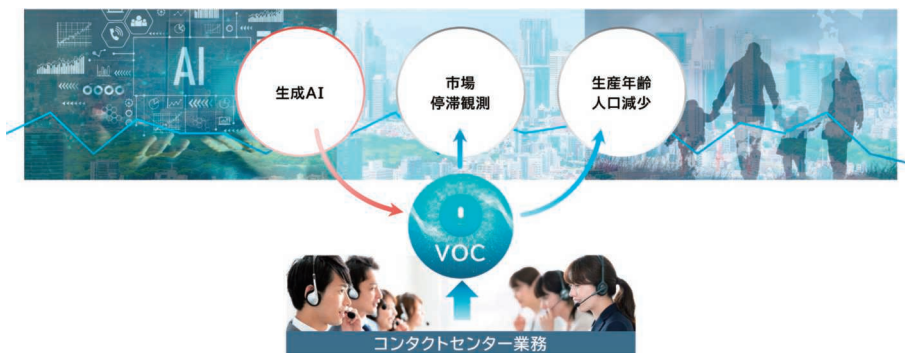 AI
生成AI
市場
停滞観測
生産年齢
人口減少
VOC
コンタクトセンター業務